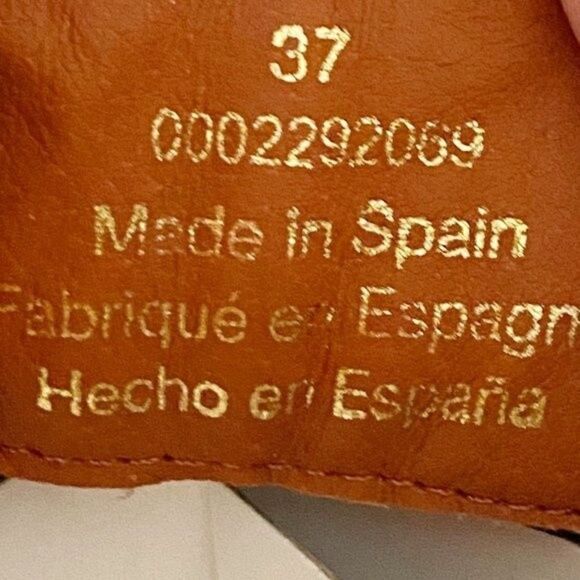 37
0002292069
Made in Spain
Fabriqué en Espagn
Hecho en España